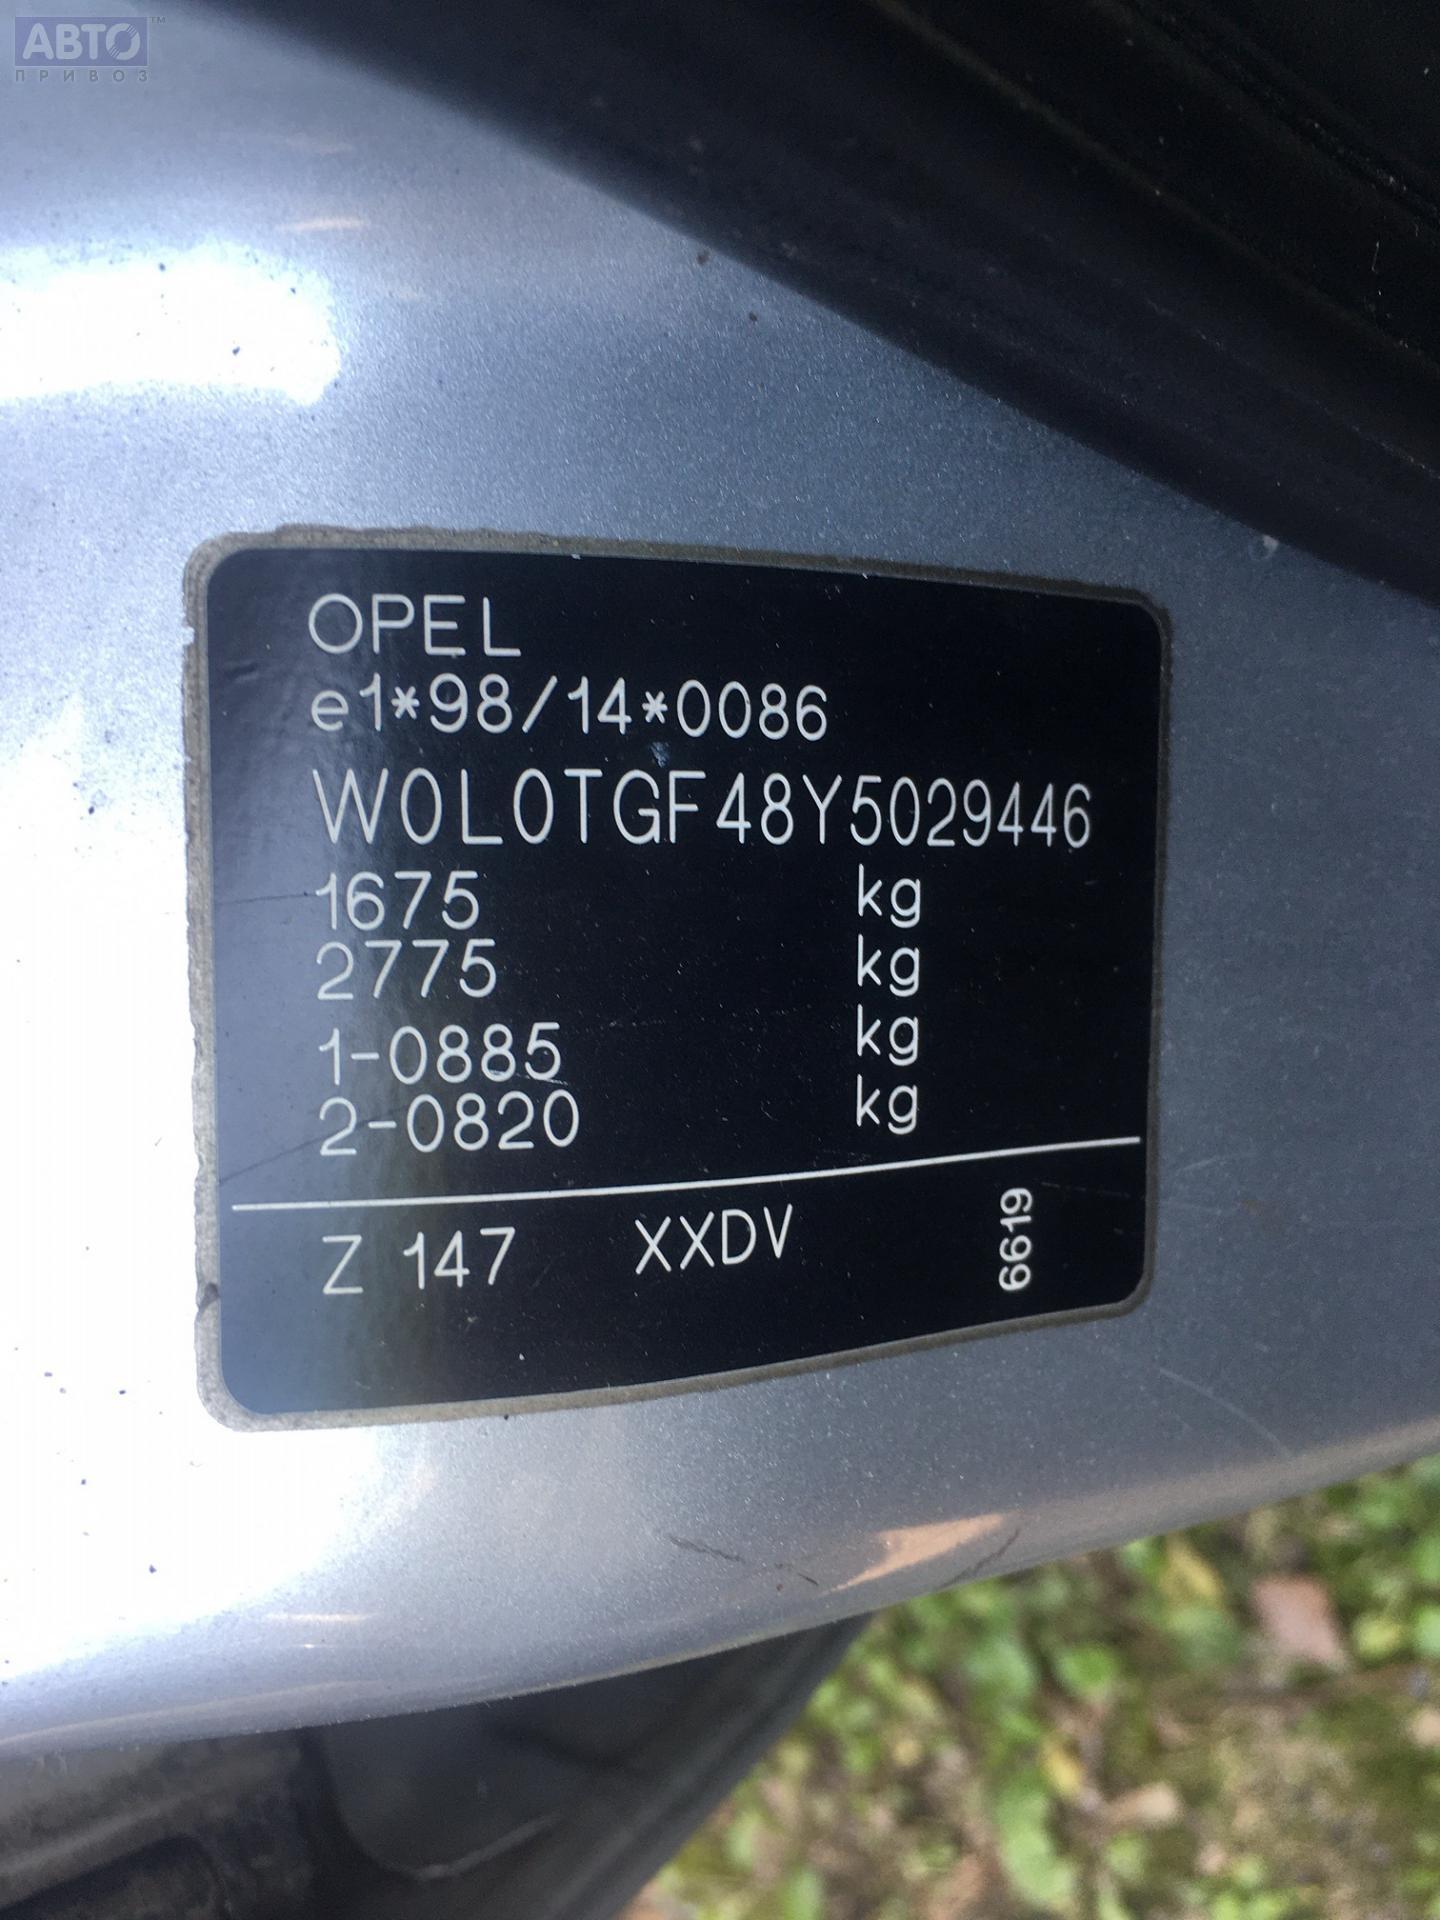 АВТО™
ПРИВОЗ
OPEL
e1*98/14*0086
W0L0TGF48Y5029446
1675 kg
2775 kg
1-0885 kg
2-0820 kg
Z 147 XXDV 6619